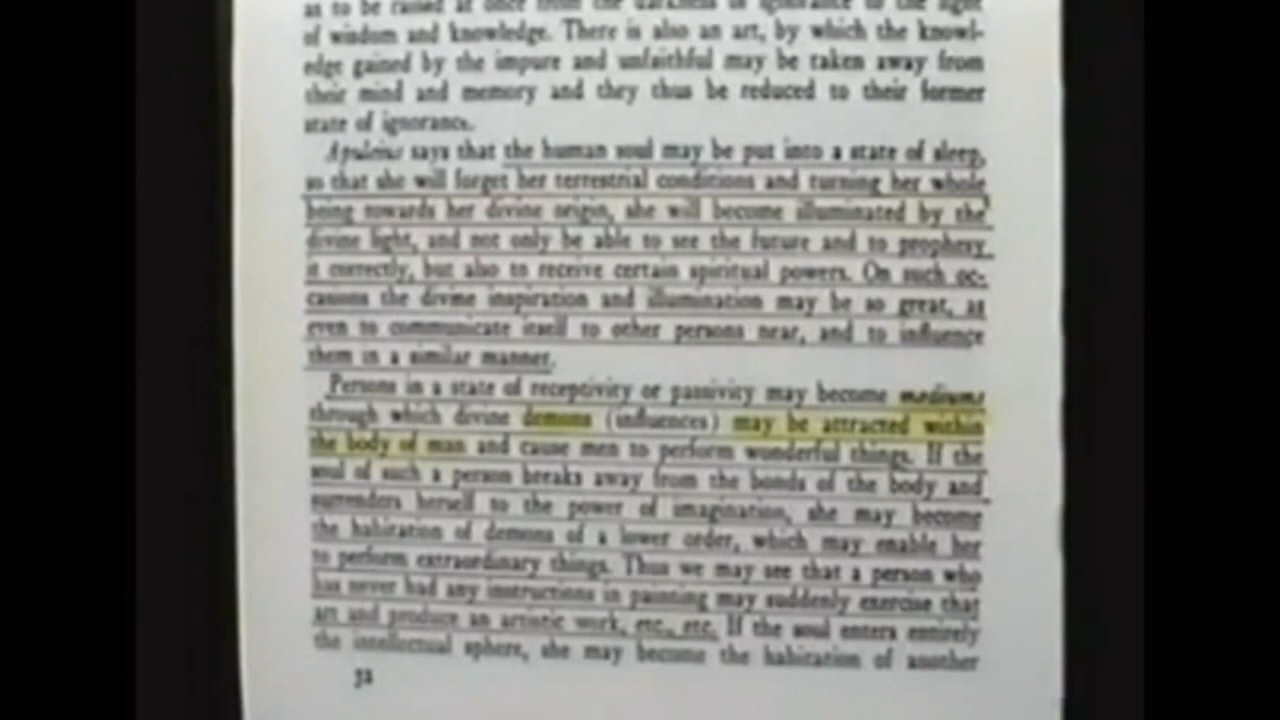 as to be raised at once from the darkness of ignorance to the light
of wisdom and knowledge. There is also an art, by which the knowl-
edge gained by the impure and unfaithful may be taken away from
their mind and memory and they thus be reduced to their former
state of ignorance.
Apuleius says that the human soul may be put into a state of sleep,
so that she will forget her terrestrial conditions and turning her whole
being towards her divine origin, she will become illuminated by the
divine light, and not only be able to see the future and to prophexy
it correctly, but also to receive certain spiritual powers. On such oc-
casions the divine inspiration and illumination may be so great, as
even to communicate itself to other persons near, and to influence
them in a similar manner.
Persons in a state of receptivity or passivity may become mediums
through which divine demons (influences) may be attracted within
the body of man and cause men to perform wonderful things. If the
soul of such a person breaks away from the bonds of the body and
surrenders herself to the power of imagination, she may become
the habitation of demons of a lower order, which may enable her
to perform extraordinary things. Thus we may see that a person who
has never had any instructions in painting may suddenly exercise that
art and produce an artistic work, etc., etc. If the soul enters entirely
the intellectual sphere, she may become the habitation of another
32